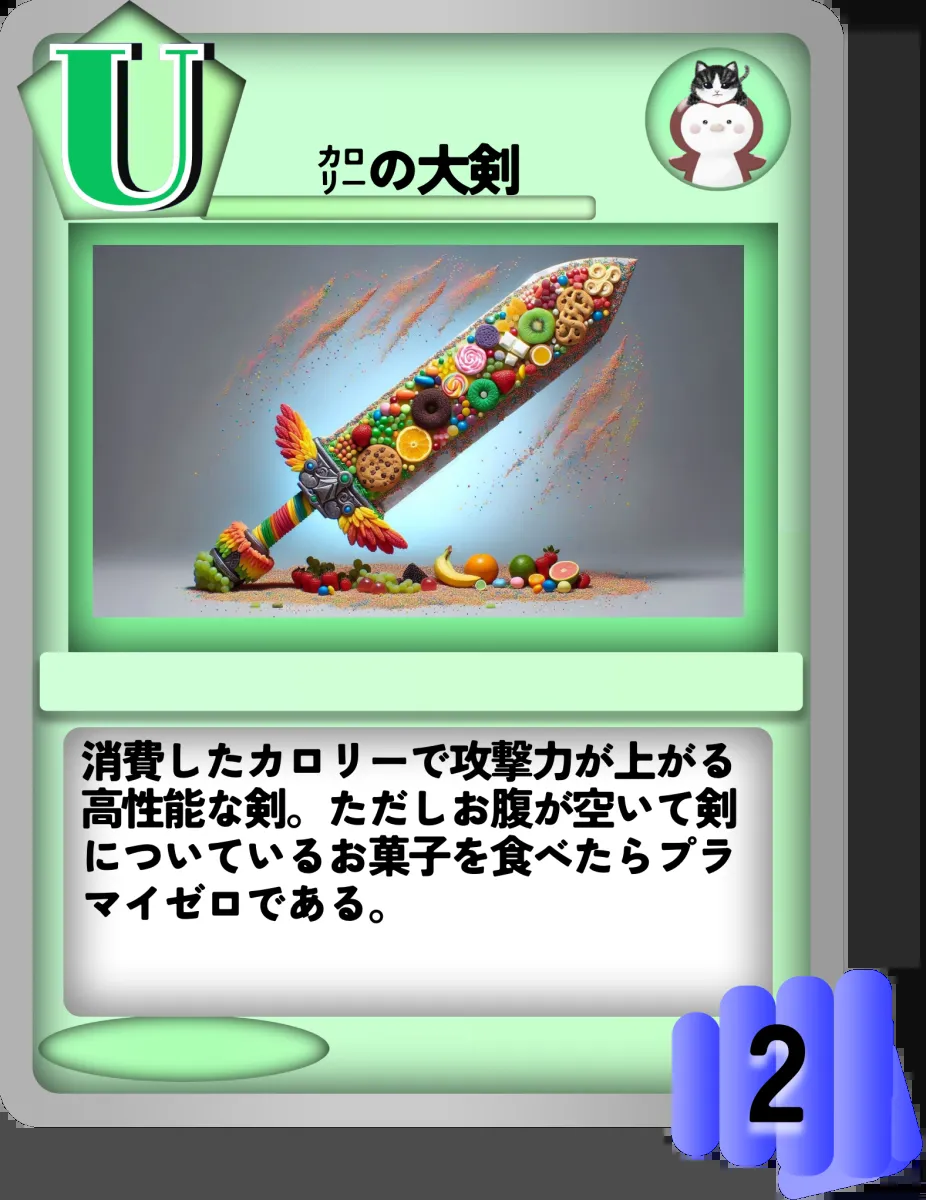 U
カロリーの大剣
消費したカロリーで攻撃力が上がる
高性能な剣。ただしお腹が空いて剣
についているお菓子を食べたらプラ
マイゼロである。
2